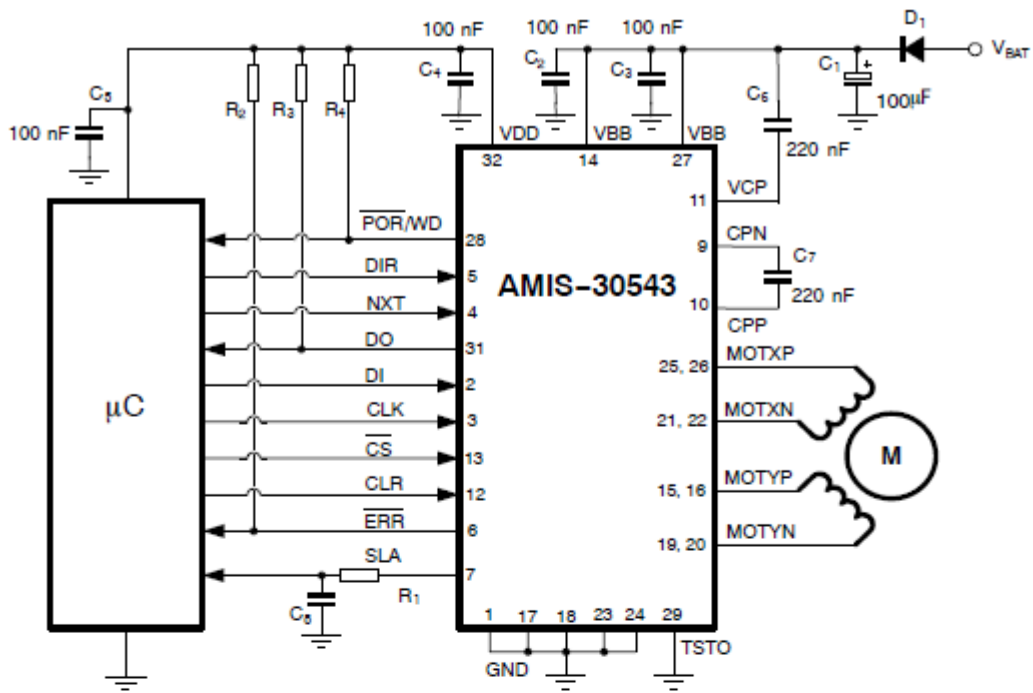 100 nF
100 nF
100 nF
D1
VBAT
C5
C4
C2
C3
C1
+
100µF
R2
R3
R4
C6
100 nF
VDD
VBB
VBB
32
14
27
220 nF
11
VCP
POR/WD
28
9
CPN
DIR
5
C7
AMIS-30543
NXT
4
220 nF
10
DO
31
CPP
MOTXP
DI
2
25, 26
µC
CLK
3
21, 22
MOTXN
CS
13
M
CLR
12
15, 16
MOTYP
ERR
6
19, 20
MOTYN
SLA
7
R1
C8
1
17
18
23
24
29
GND
TSTO